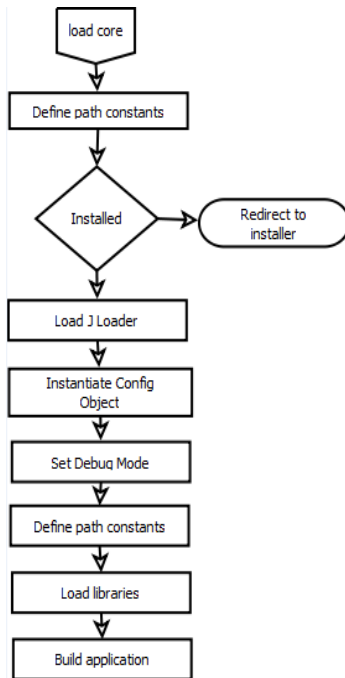 load core
Define path constants
Installed
Redirect to
installer
Load J Loader
Instantiate Config
Object
Set Debug Mode
Define path constants
Load libraries
Build application